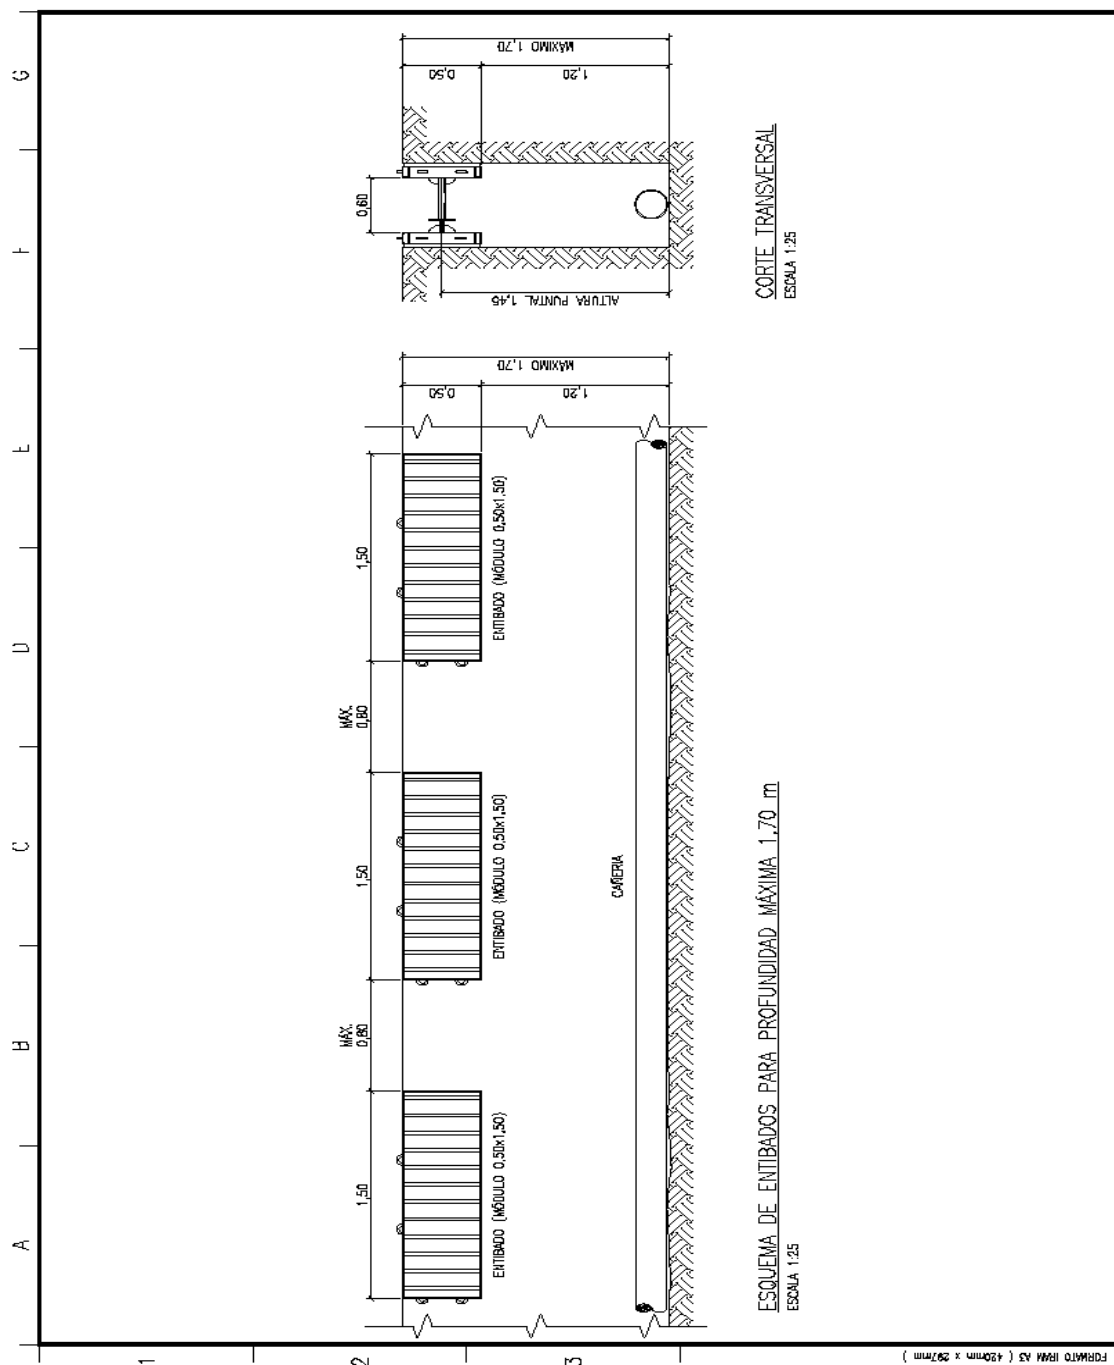 A B C D E F G
1
2
3
1,50
MÁX.
0,80
1,50
MÁX.
0,80
1,50
0,50
1,20
MÁXIMO 1,70
ENTIBADO (MÓDULO 0,50x1,50)
ENTIBADO (MÓDULO 0,50x1,50)
ENTIBADO (MÓDULO 0,50x1,50)
CAÑERIA
ESQUEMA DE ENTIBADOS PARA PROFUNDIDAD MÁXIMA 1,70 m
ESCALA 1:25
0,60
ALTURA PUNTAL 1,45
0,50
1,20
MÁXIMO 1,70
CORTE TRANSVERSAL
ESCALA 1:25
FORMATO IRAM A3 ( 420mm x 297mm )